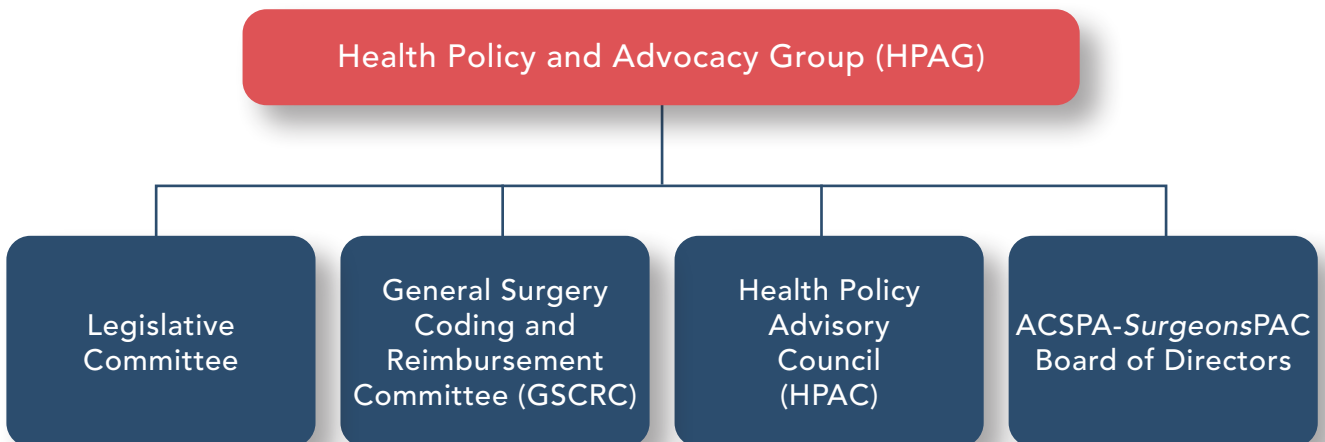 Health Policy and Advocacy Group (HPAG)
Legislative
Committee
General Surgery
Coding and
Reimbursement
Committee (GSCRC)
Health Policy
Advisory
Council
(HPAC)
ACSPA-SurgeonsPAC
Board of Directors